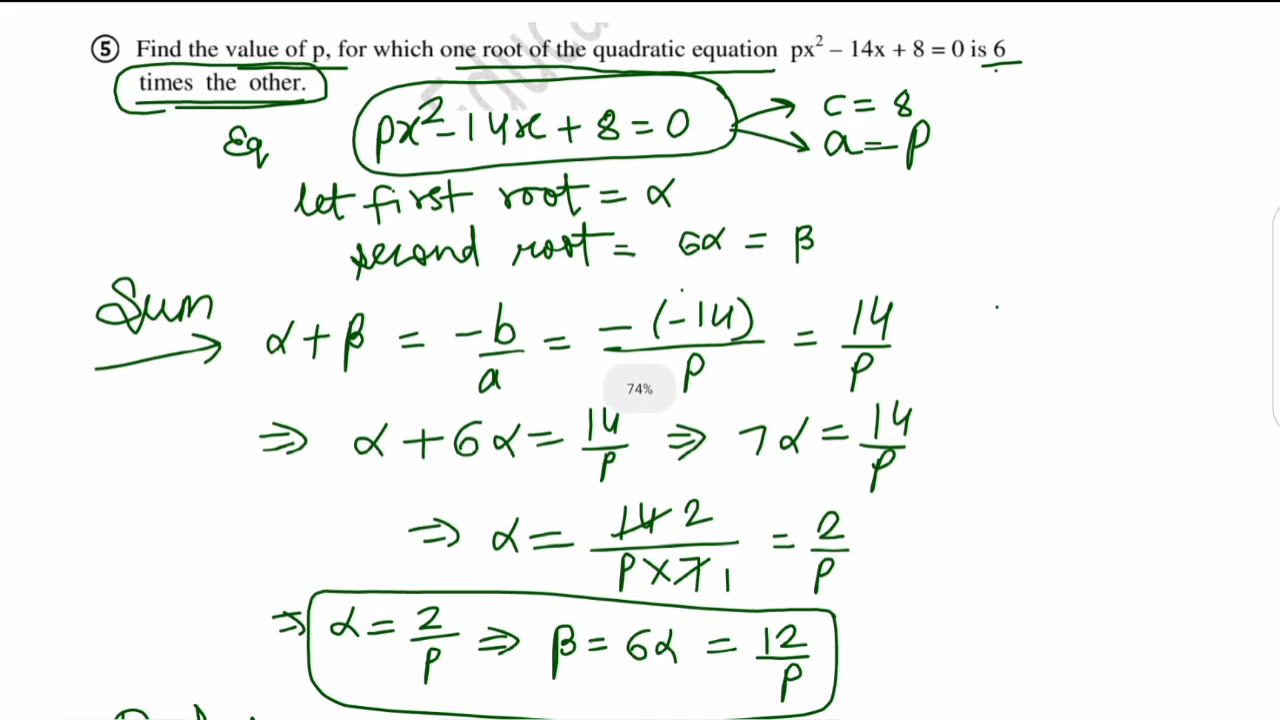 ⑤ Find the value of p, for which one root of the quadratic equation px² – 14x + 8 = 0 is 6
times the other.
Eq px² - 14x + 8 = 0
c = 8
a = p
let first root = α
second root = 6α = β
Sum
α + β = -b/a = -(-14)/p = 14/p
74%
⇒ α + 6α = 14/p ⇒ 7α = 14/p
⇒ α = 14 2/p×7 1 = 2/p
⇒ α = 2/p ⇒ β = 6α = 12/p